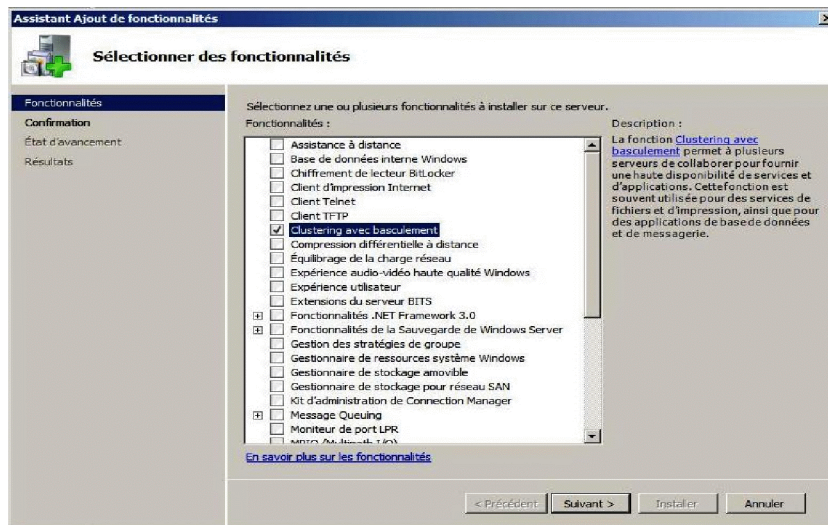 Assistant Ajout de fonctionnalités
Sélectionner des fonctionnalités
Fonctionnalités
Confirmation
État d'avancement
Résultats
Sélectionnez une ou plusieurs fonctionnalités à installer sur ce serveur.
Fonctionnalités :
Assistance à distance
Base de données interne Windows
Chiffrement de lecteur BitLocker
Client d'impression Internet
Client Telnet
Client TFTP
Clustering avec basculement
Compression différentielle à distance
Équilibrage de la charge réseau
Expérience audio-vidéo haute qualité Windows
Expérience utilisateur
Extensions du serveur BITS
Fonctionnalités .NET Framework 3.0
Fonctionnalités de la Sauvegarde de Windows Server
Gestion des stratégies de groupe
Gestionnaire de ressources système Windows
Gestionnaire de stockage amovible
Gestionnaire de stockage pour réseau SAN
Kit d'administration de Connection Manager
Message Queuing
Moniteur de port LPR
MPIO (Multipath I/O)
En savoir plus sur les fonctionnalités
Description :
La fonction Clustering avec
basculement permet à plusieurs
serveurs de collaborer pour fournir
une haute disponibilité de services et
d'applications. Cettefonction est
souvent utilisée pour des services de
fichiers et d'impression, ainsi que pour
des applications de basede données
et de messagerie.
< Précédent
Suivant >
Installer
Annuler